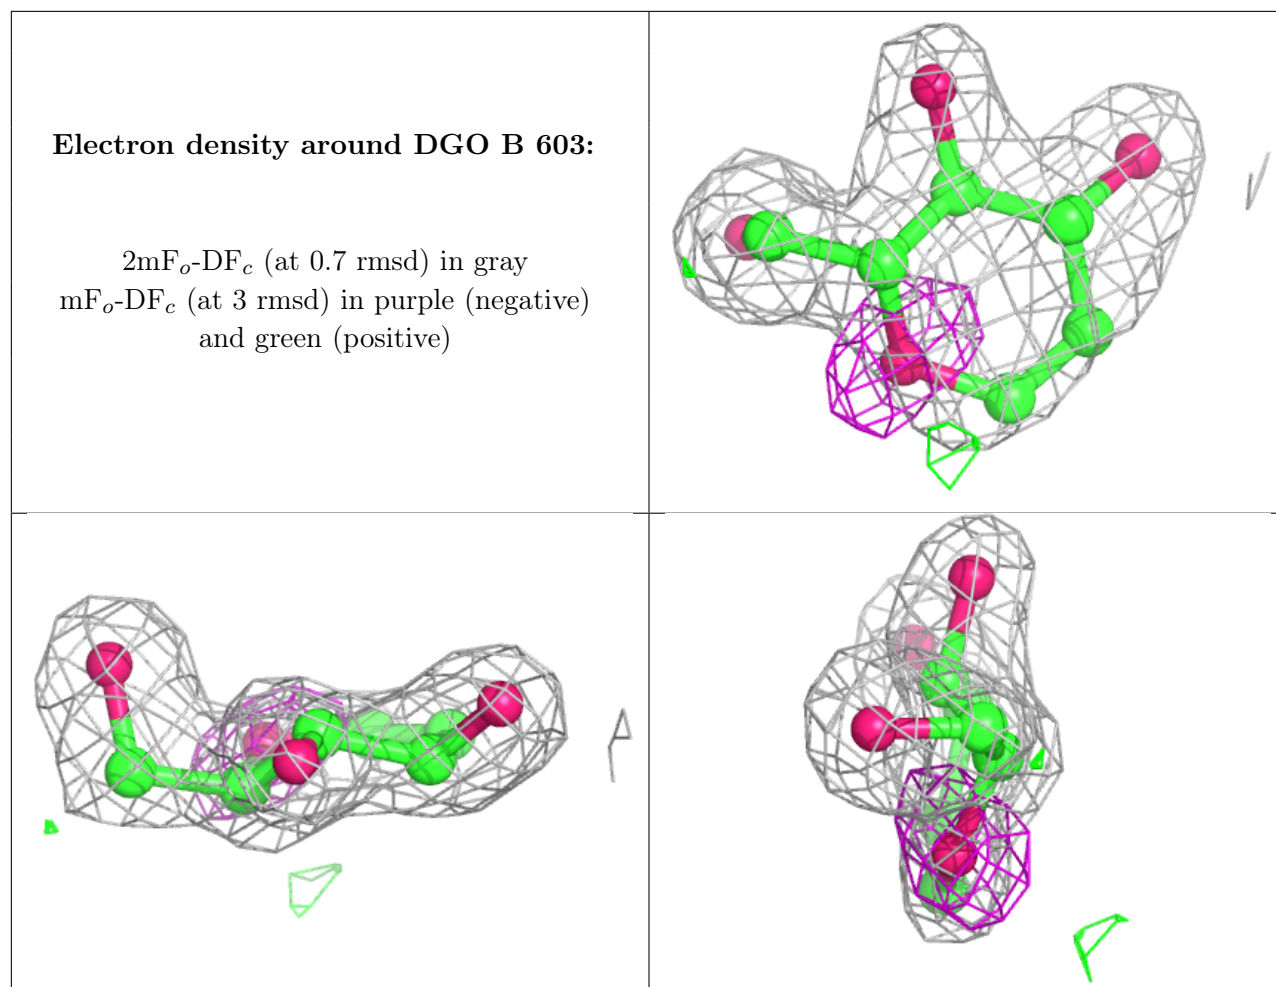 Electron density around DGO B 603:
2mFo-DFc (at 0.7 rmsd) in gray
mFo-DFc (at 3 rmsd) in purple (negative)
and green (positive)